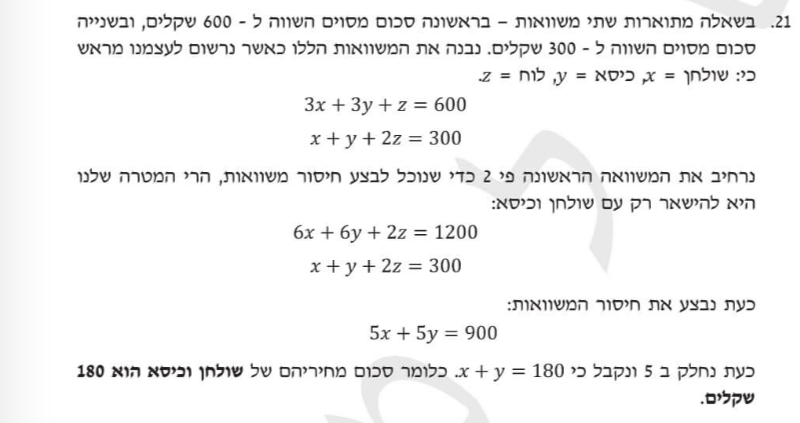 21. בשאלה מתוארות שתי משוואות – בראשונה סכום מסוים השווה ל - 600 שקלים, ובשנייה
סכום מסוים השווה ל - 300 שקלים. נבנה את המשוואות הללו כאשר נרשום לעצמנו מראש
כי: שולחן = x, כיסא = y, לוח = z.
3x + 3y + z = 600
x + y + 2z = 300
נרחיב את המשוואה הראשונה פי 2 כדי שנוכל לבצע חיסור משוואות, הרי המטרה שלנו
היא להישאר רק עם שולחן וכיסא:
6x + 6y + 2z = 1200
x + y + 2z = 300
כעת נבצע את חיסור המשוואות:
5x + 5y = 900
כעת נחלק ב 5 ונקבל כי x + y = 180. כלומר סכום מחיריהם של שולחן וכיסא הוא 180
שקלים.